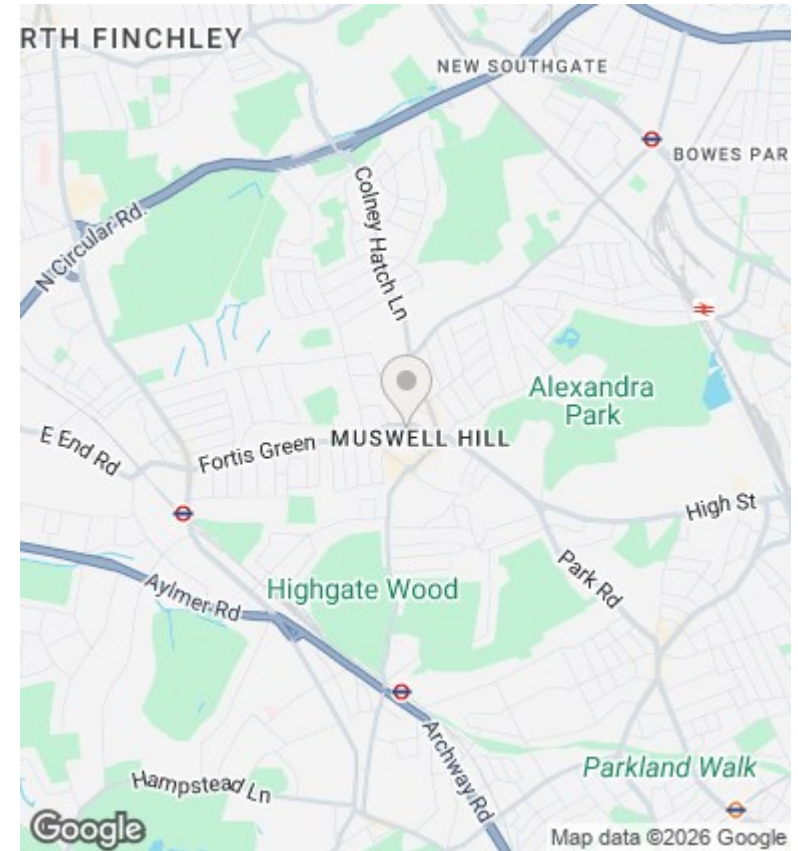 RTH FINCHLEY
NEW SOUTHGATE
BOWES PAR
N Circular Rd.
Colney Hatch Ln
Alexandra
Park
E End Rd
Fortis Green
MUSWELL HILL
High St
Aylmer Rd
Highgate Wood
Park Rd
Archway Rd
Parkland Walk
Hampstead Ln
Google
Map data ©2026 Google